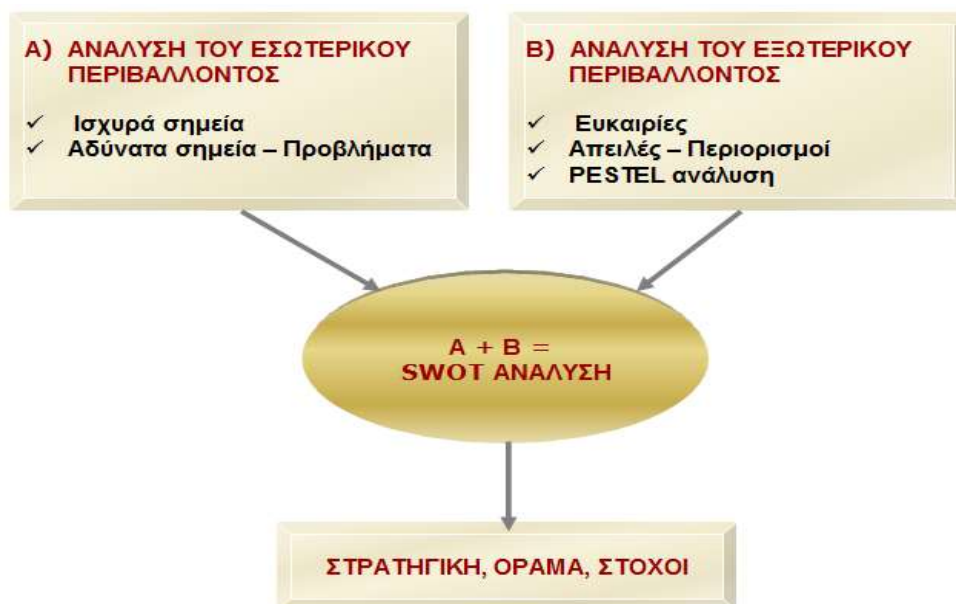 Α) ΑΝΑΛΥΣΗ ΤΟΥ ΕΣΩΤΕΡΙΚΟΥ
ΠΕΡΙΒΑΛΛΟΝΤΟΣ
✓ Ισχυρά σημεία
✓ Αδύνατα σημεία – Προβλήματα
Β) ΑΝΑΛΥΣΗ ΤΟΥ ΕΞΩΤΕΡΙΚΟΥ
ΠΕΡΙΒΑΛΛΟΝΤΟΣ
✓ Ευκαιρίες
✓ Απειλές – Περιορισμοί
✓ PESTEL ανάλυση
Α + Β =
SWOT ΑΝΑΛΥΣΗ
ΣΤΡΑΤΗΓΙΚΗ, ΟΡΑΜΑ, ΣΤΟΧΟΙ